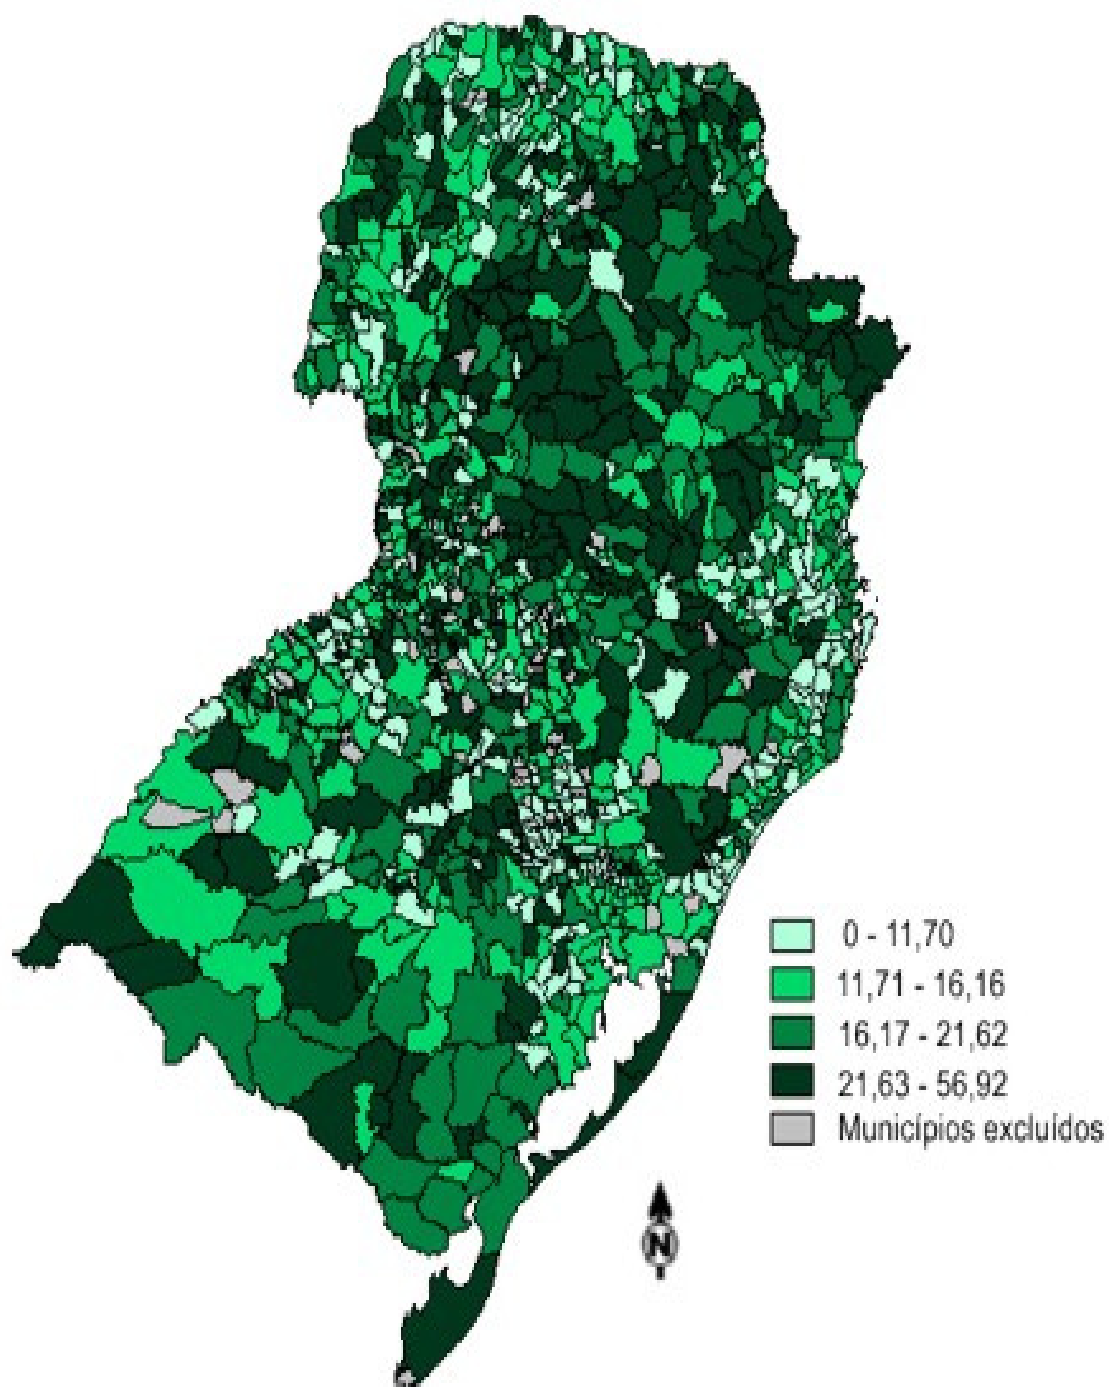 0 - 11,70
11,71 - 16,16
16,17 - 21,62
21,63 - 56,92
Municípios excluídos
N